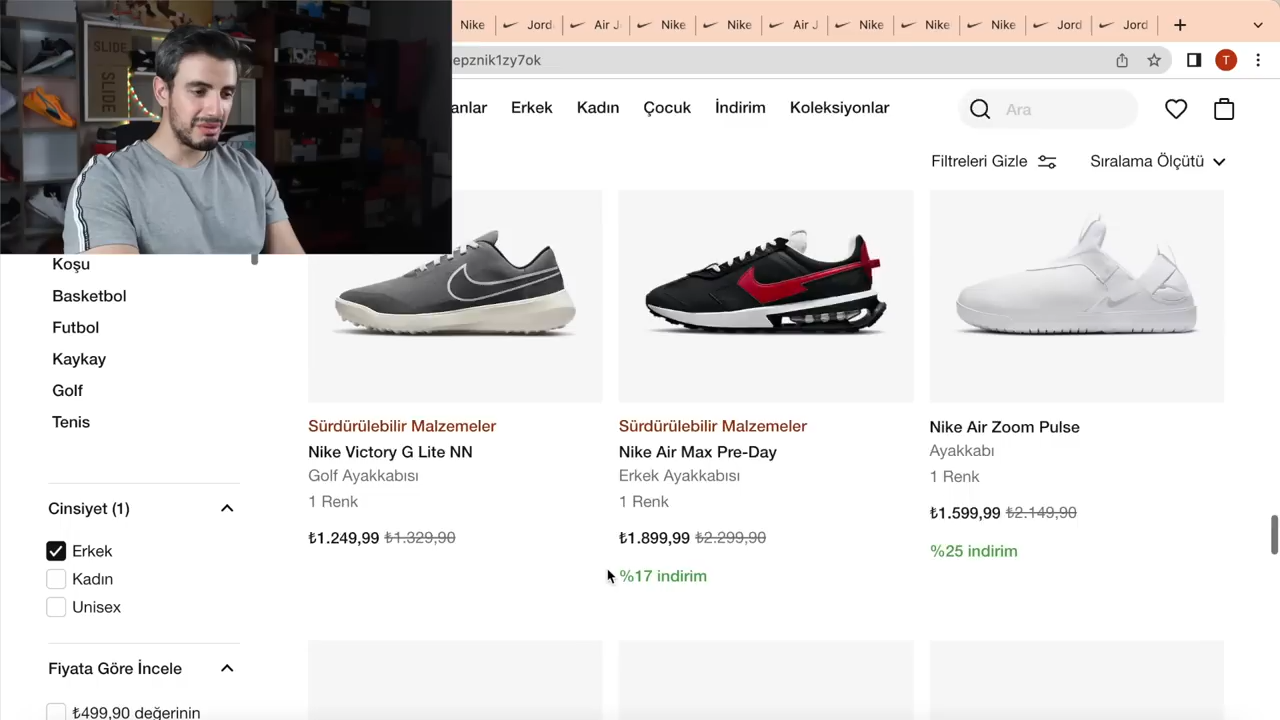 Nike
Jord
Air J
Nike
Nike
Air J
Nike
Nike
Nike
Jord
Jord
epznik1zy7ok
T
anlar
Erkek
Kadın
Çocuk
İndirim
Koleksiyonlar
Ara
Filtreleri Gizle
Sıralama Ölçütü
SLIDE
SLIDE
Koşu
Basketbol
Futbol
Kaykay
Golf
Tenis
Cinsiyet (1)
Erkek
Kadın
Unisex
Fiyata Göre İncele
₺499,90 değerinin
Sürdürülebilir Malzemeler
Nike Victory G Lite NN
Golf Ayakkabısı
1 Renk
₺1.249,99 ₺1.329,90
Sürdürülebilir Malzemeler
Nike Air Max Pre-Day
Erkek Ayakkabısı
1 Renk
₺1.899,99 ₺2.299,90
%17 indirim
Nike Air Zoom Pulse
Ayakkabı
1 Renk
₺1.599,99 ₺2.149,90
%25 indirim